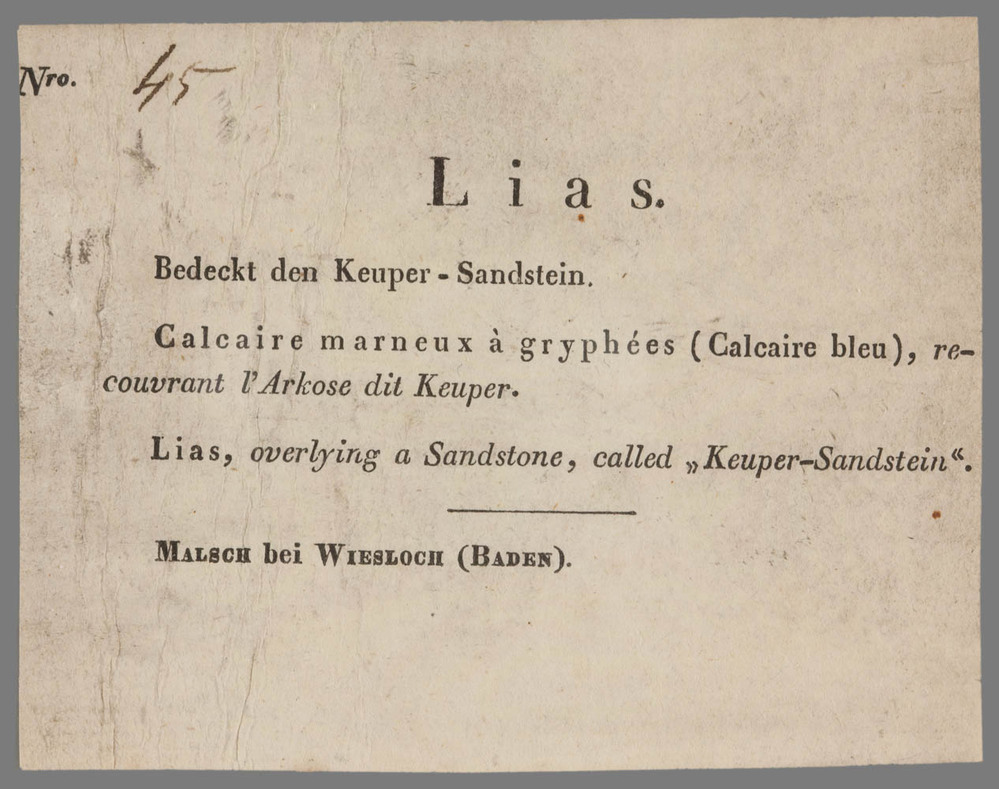 Nro. 45
Lias.
Bedeckt den Keuper-Sandstein.
Calcaire marneux à gryphées (Calcaire bleu), re-
couvrant l'Arkose dit Keuper.
Lias, overlying a Sandstone, called „Keuper-Sandstein“.
Malsch bei Wiesloch (Baden).